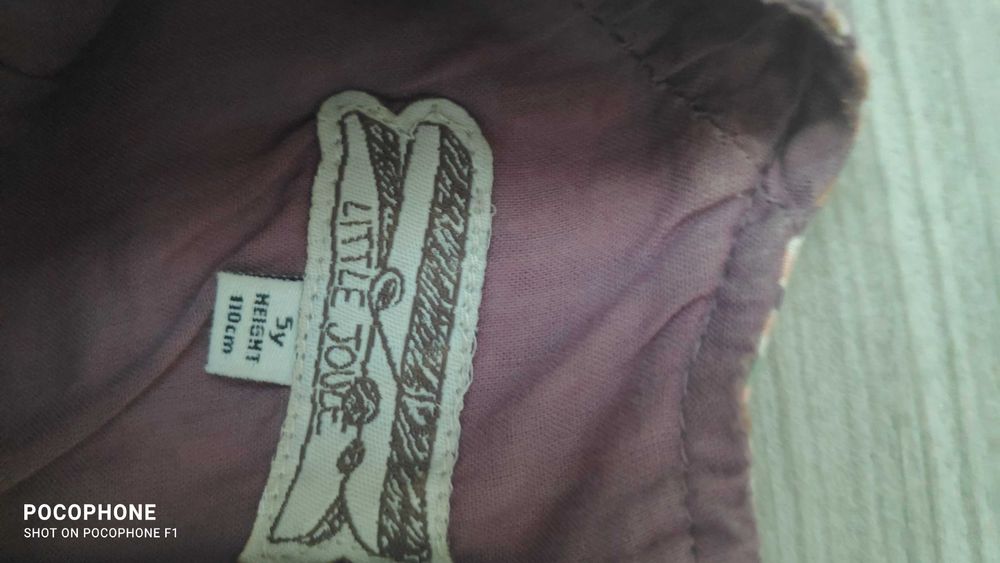 LITTLE JOULE
5y
HEIGHT
110cm
POCOPHONE
SHOT ON POCOPHONE F1